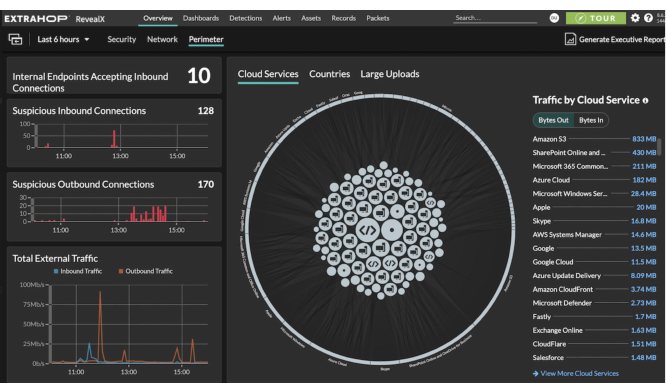 EXTRAHOP RevealX Overview Dashboards Detections Alerts Assets Records Packets Search... TOUR
Last 6 hours Security Network Perimeter Generate Executive Report
Internal Endpoints Accepting Inbound Connections 10
Suspicious Inbound Connections 128
100
50
0
11:00 13:00 15:00
Suspicious Outbound Connections 170
30
20
10
0
11:00 13:00 15:00
Total External Traffic
Inbound Traffic Outbound Traffic
100Mb/s
75Mb/s
50Mb/s
25Mb/s
0b/s
11:00 13:00 15:00
Cloud Services Countries Large Uploads
Traffic by Cloud Service
Bytes Out Bytes In
Amazon S3 833 MB
SharePoint Online and ... 430 MB
Microsoft 365 Common... 211 MB
Azure Cloud 182 MB
Microsoft Windows Ser... 28.4 MB
Apple 20 MB
Skype 16.8 MB
AWS Systems Manager 14.6 MB
Google 13.5 MB
Google Cloud 11.5 MB
Azure Update Delivery 8.09 MB
Amazon CloudFront 3.74 MB
Microsoft Defender 2.73 MB
Fastly 1.7 MB
Exchange Online 1.63 MB
CloudFlare 1.51 MB
Salesforce 1.48 MB
View More Cloud Services